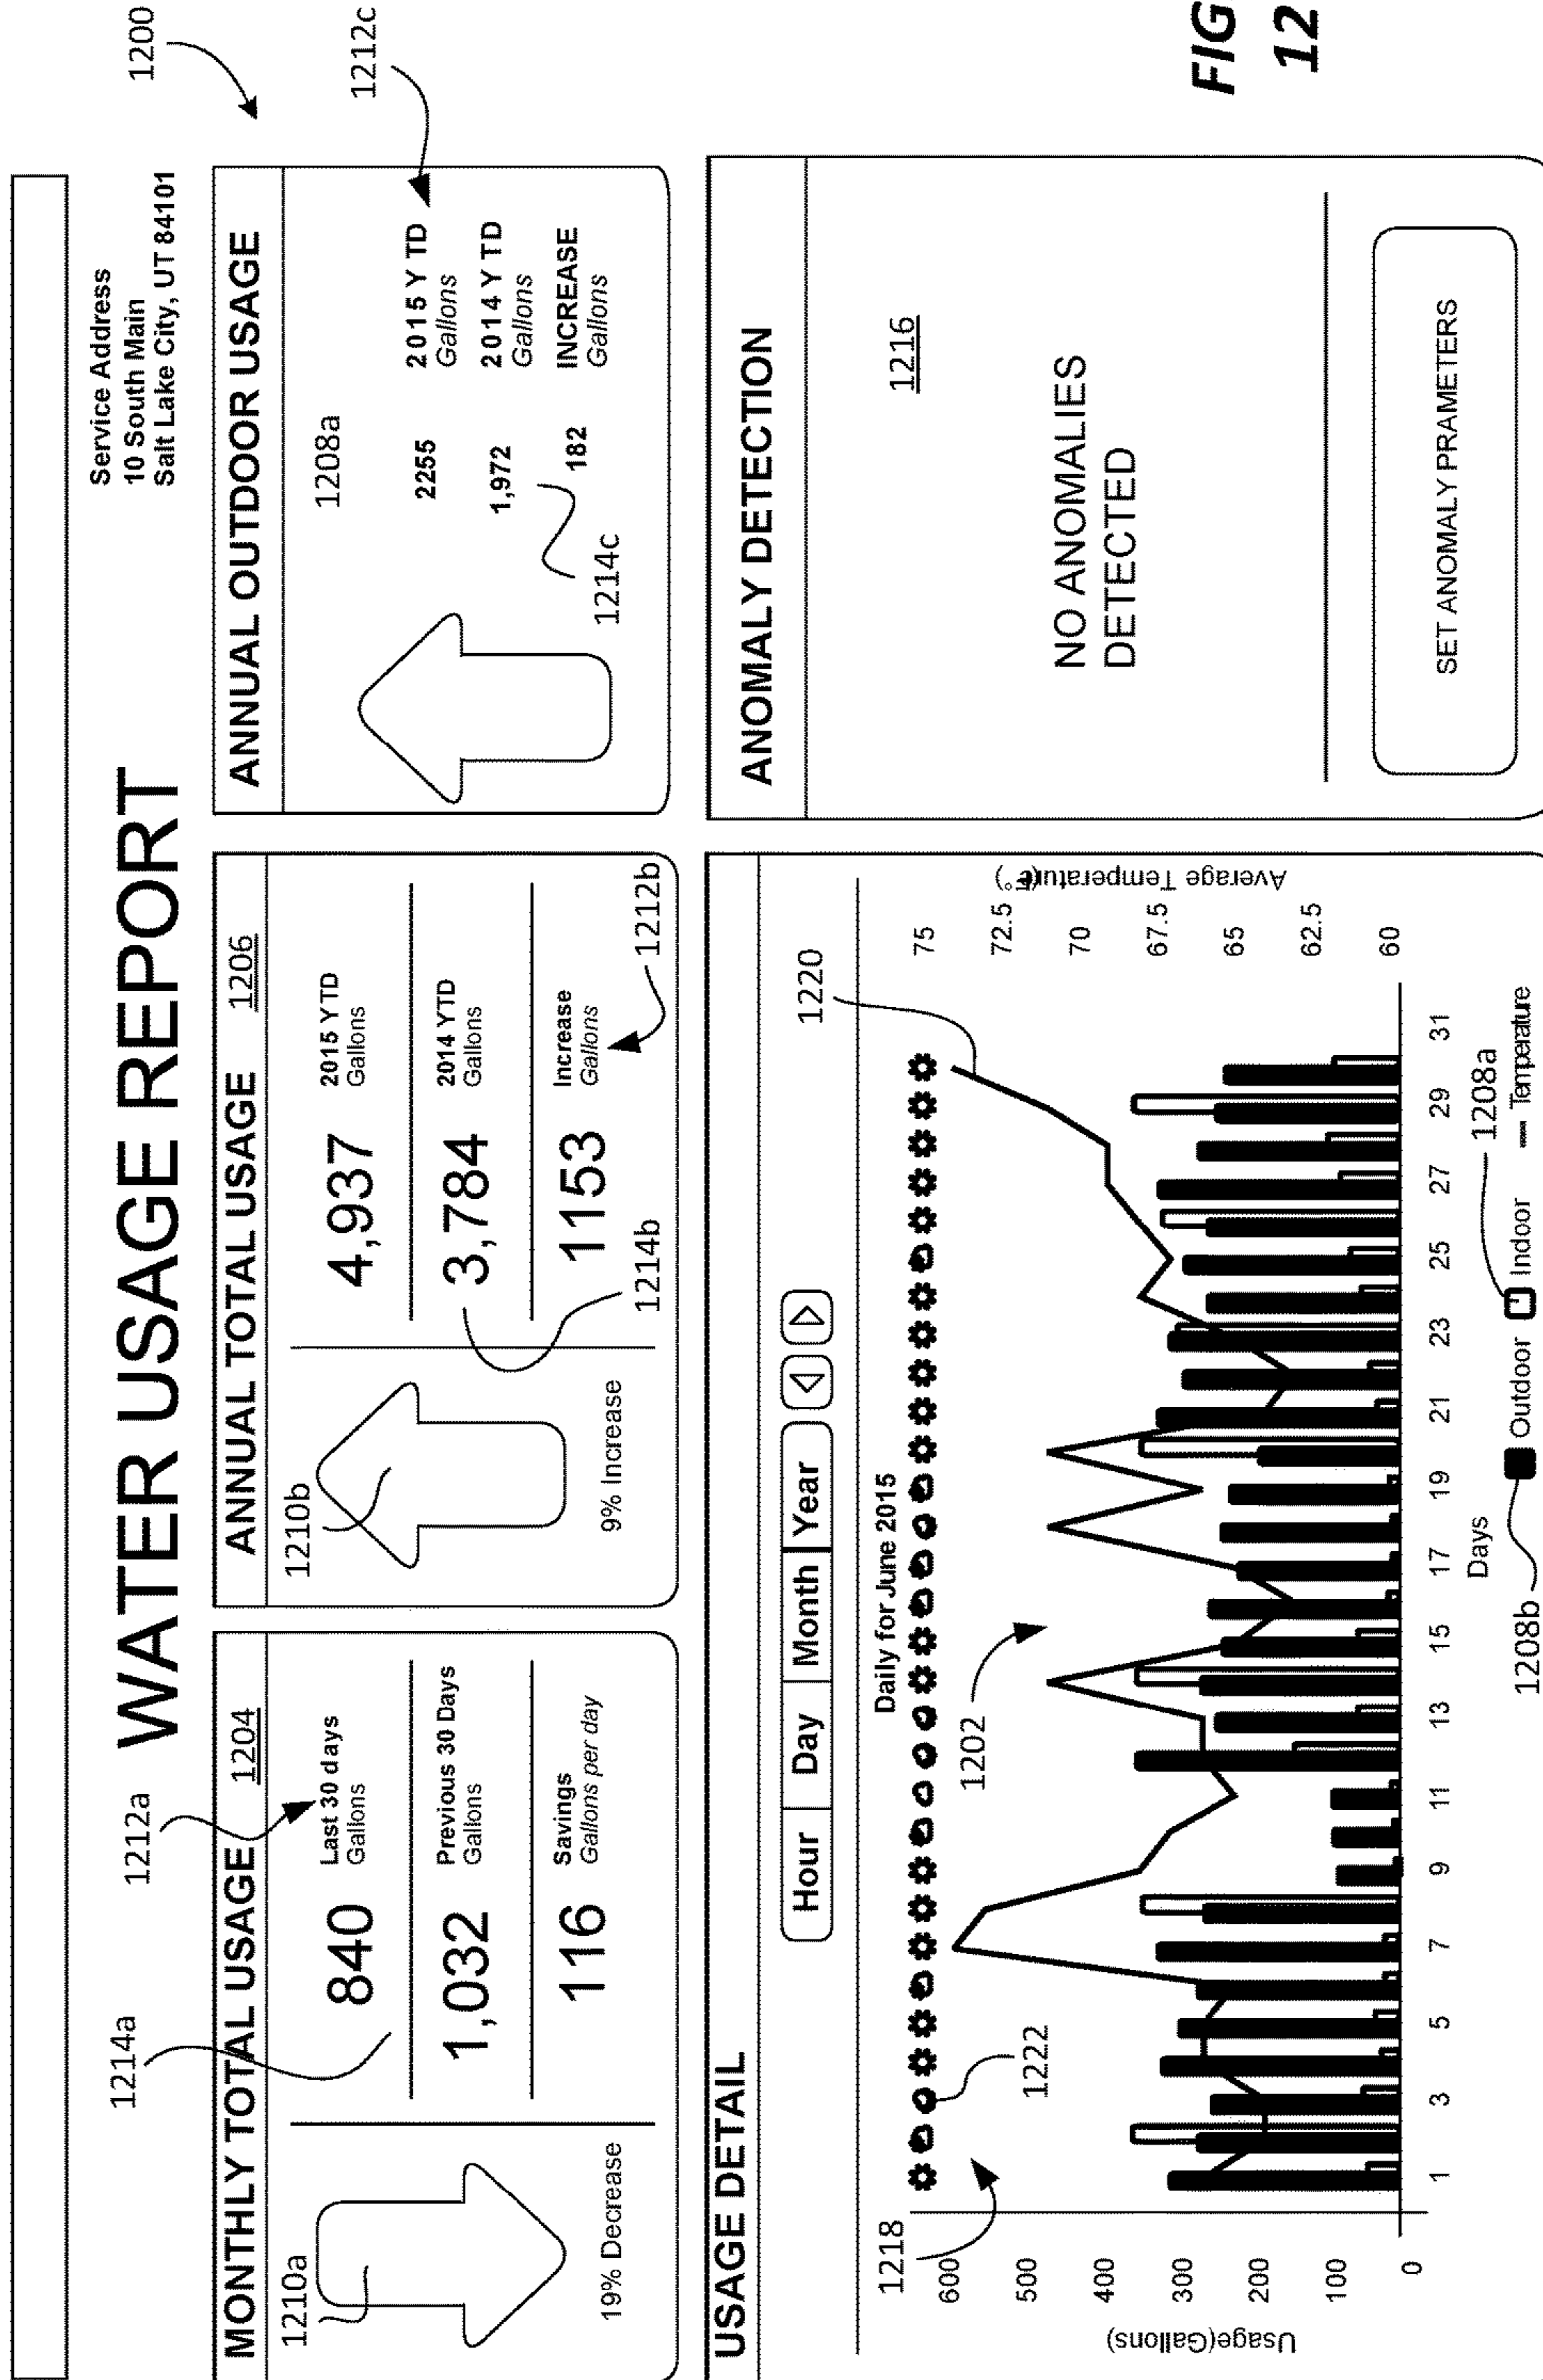 1200
WATER USAGE REPORT
Service Address
10 South Main
Salt Lake City, UT 84101
1212a
1214a
1212c
MONTHLY TOTAL USAGE
1204
1210a
19% Decrease
840
Last 30 days
Gallons
1,032
Previous 30 Days
Gallons
116
Savings
Gallons per day
ANNUAL TOTAL USAGE
1206
1210b
9% Increase
4,937
2015 YTD
Gallons
3,784
2014 YTD
Gallons
1153
Increase
Gallons
1214b
1212b
ANNUAL OUTDOOR USAGE
1208a
2255
2015 Y TD
Gallons
1,972
2014 Y TD
Gallons
182
INCREASE
Gallons
1214c
USAGE DETAIL
Hour Day Month Year
1218
Daily for June 2015
1220
1222
1202
Usage(Gallons)
600
500
400
300
200
100
0
75
72.5
70
67.5
65
62.5
60
Average Temperature(F°)
1 3 5 7 9 11 13 15 17 19 21 23 25 27 29 31
Days
Outdoor Indoor Temperature
1208b
1208a
ANOMALY DETECTION
1216
NO ANOMALIES
DETECTED
SET ANOMALY PRAMETERS
FIG
12